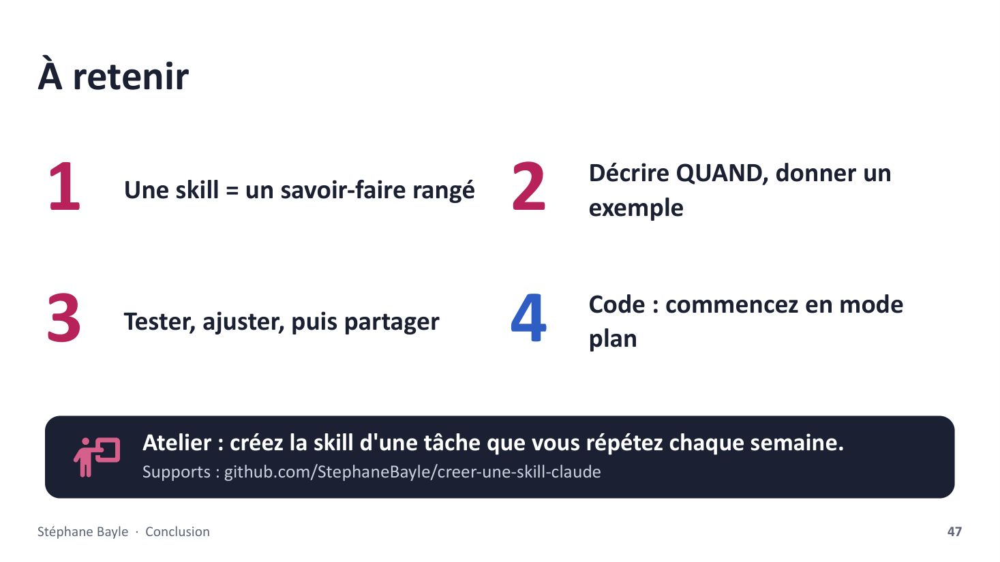 À retenir
1
Une skill = un savoir-faire rangé
2
Décrire QUAND, donner un
exemple
3
Tester, ajuster, puis partager
4
Code : commencez en mode
plan
Atelier : créez la skill d'une tâche que vous répétez chaque semaine.
Supports : github.com/StephaneBayle/creer-une-skill-claude
Stéphane Bayle · Conclusion
47